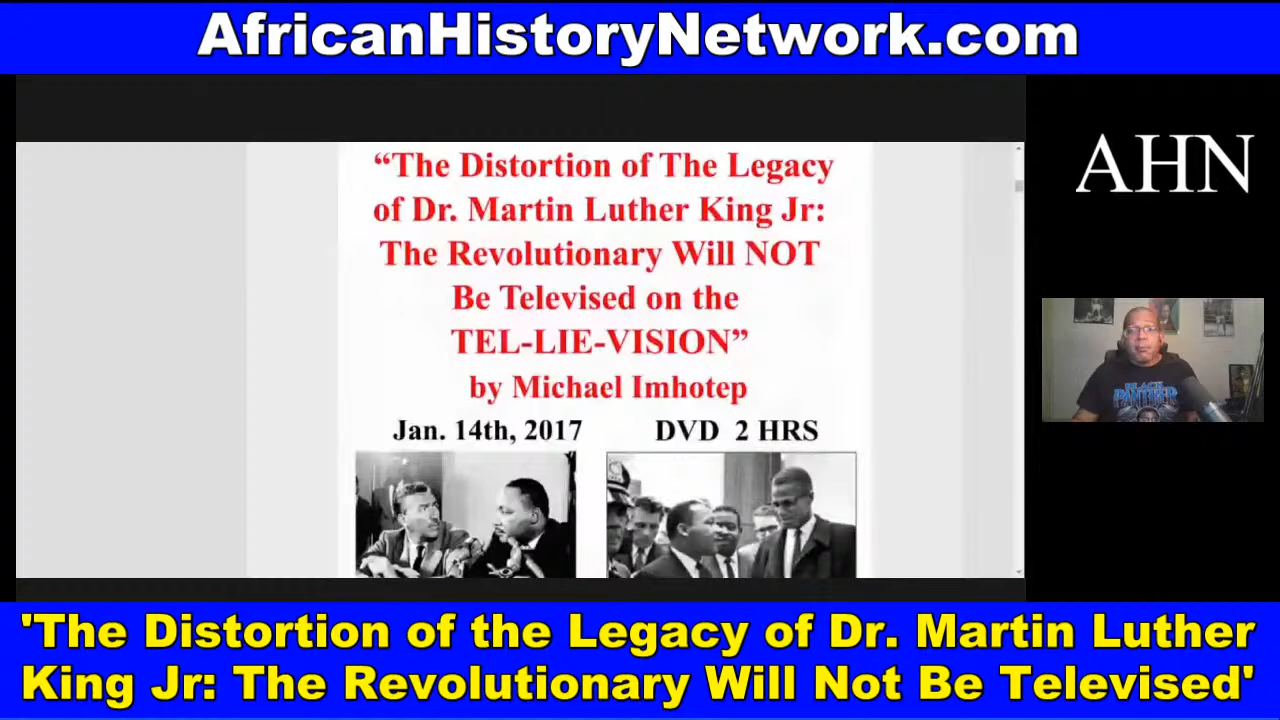 AfricanHistoryNetwork.com
“The Distortion of The Legacy
of Dr. Martin Luther King Jr:
The Revolutionary Will NOT
Be Televised on the
TEL-LIE-VISION”
by Michael Imhotep
Jan. 14th, 2017 DVD 2 HRS
AHN
BLACK
PANTHER
'The Distortion of the Legacy of Dr. Martin Luther
King Jr: The Revolutionary Will Not Be Televised'